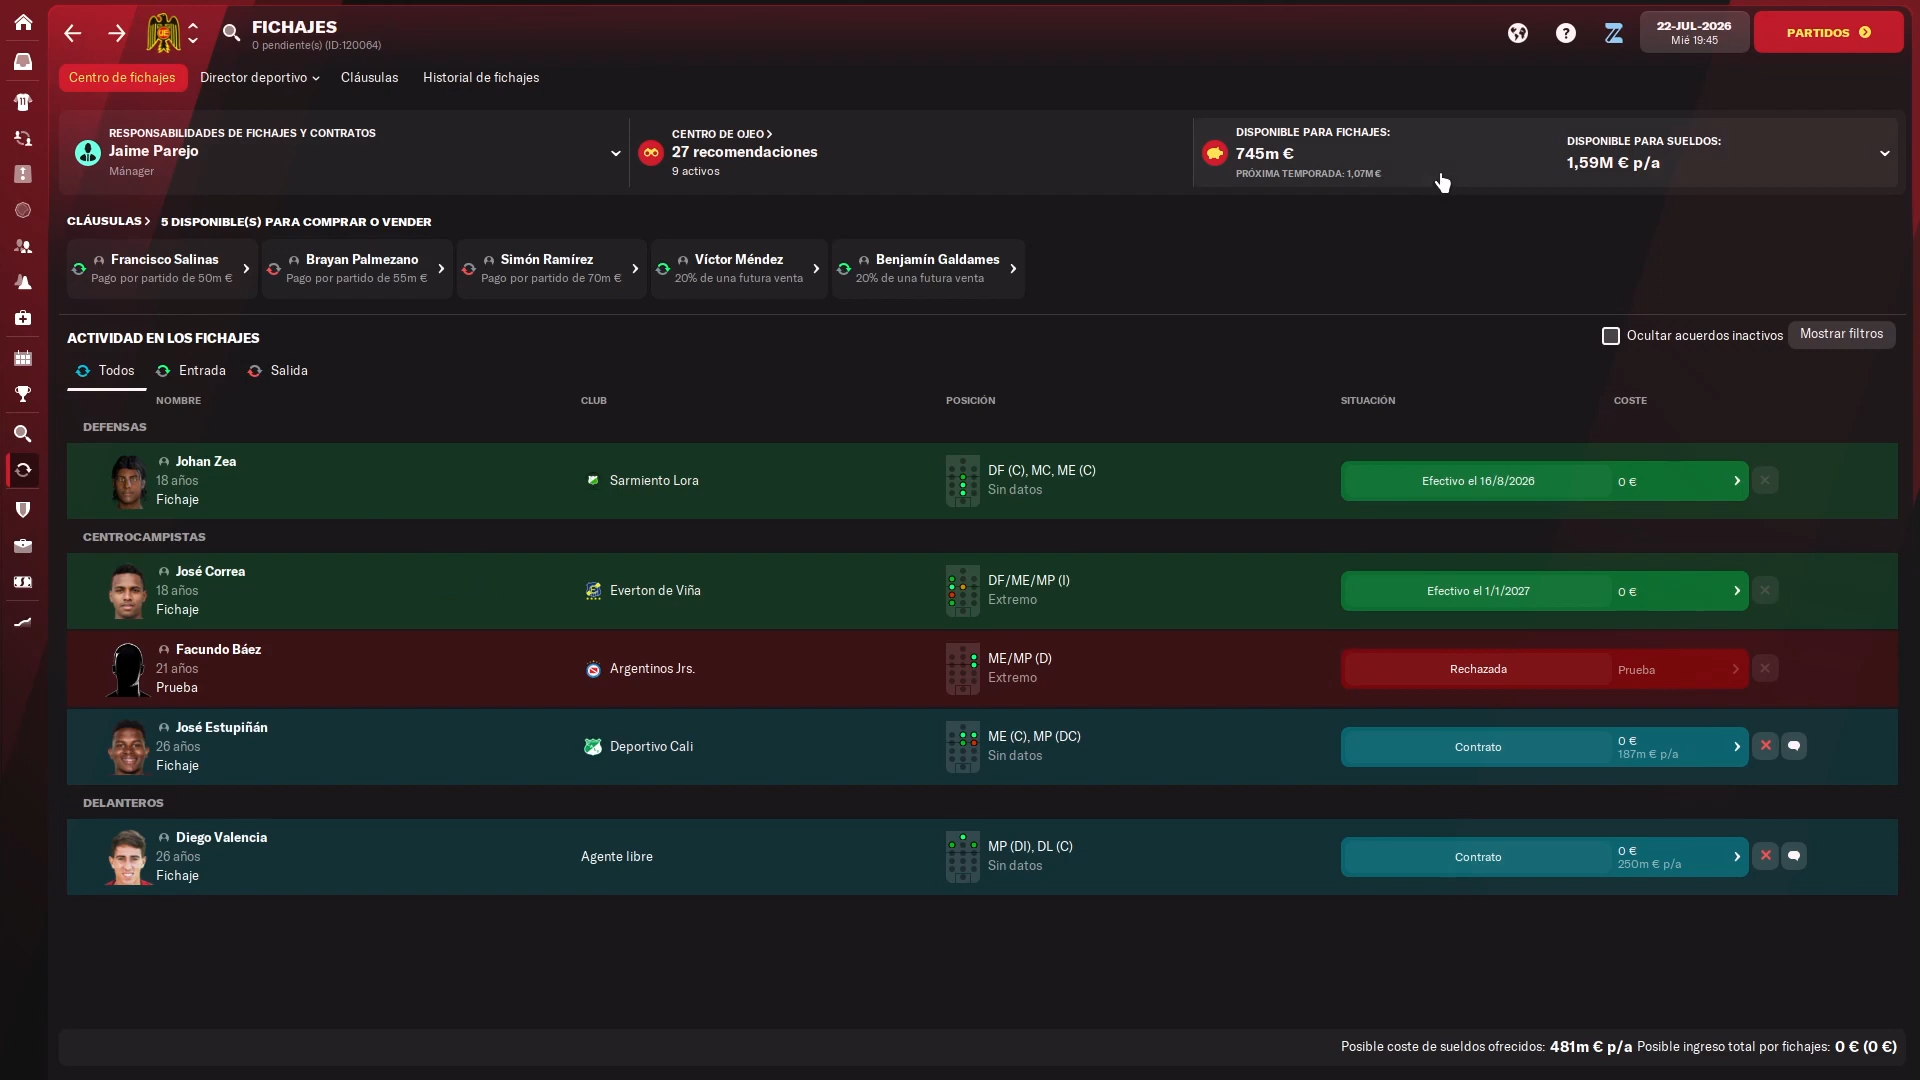 FICHAJES
0 pendiente(s) (ID:120064)
22-JUL-2026
Mié 19:45
PARTIDOS
Centro de fichajes
Director deportivo
Cláusulas
Historial de fichajes
RESPONSABILIDADES DE FICHAJES Y CONTRATOS
Jaime Parejo
Mánager
CENTRO DE OJEO
27 recomendaciones
9 activos
DISPONIBLE PARA FICHAJES:
745m €
PRÓXIMA TEMPORADA: 1,07M €
DISPONIBLE PARA SUELDOS:
1,59M € p/a
CLÁUSULAS
5 DISPONIBLE(S) PARA COMPRAR O VENDER
Francisco Salinas
Pago por partido de 50m €
Brayan Palmezano
Pago por partido de 55m €
Simón Ramírez
Pago por partido de 70m €
Víctor Méndez
20% de una futura venta
Benjamín Galdames
20% de una futura venta
ACTIVIDAD EN LOS FICHAJES
Ocultar acuerdos inactivos
Mostrar filtros
Todos
Entrada
Salida
NOMBRE
CLUB
POSICIÓN
SITUACIÓN
COSTE
DEFENSAS
Johan Zea
18 años
Fichaje
Sarmiento Lora
DF (C), MC, ME (C)
Sin datos
Efectivo el 16/8/2026
0 €
CENTROCAMPISTAS
José Correa
18 años
Fichaje
Everton de Viña
DF/ME/MP (I)
Extremo
Efectivo el 1/1/2027
0 €
Facundo Báez
21 años
Prueba
Argentinos Jrs.
ME/MP (D)
Extremo
Rechazada
Prueba
José Estupiñán
26 años
Fichaje
Deportivo Cali
ME (C), MP (DC)
Sin datos
Contrato
0 €
187m € p/a
DELANTEROS
Diego Valencia
26 años
Fichaje
Agente libre
MP (DI), DL (C)
Sin datos
Contrato
0 €
250m € p/a
Posible coste de sueldos ofrecidos: 481m € p/a Posible ingreso total por fichajes: 0 € (0 €)